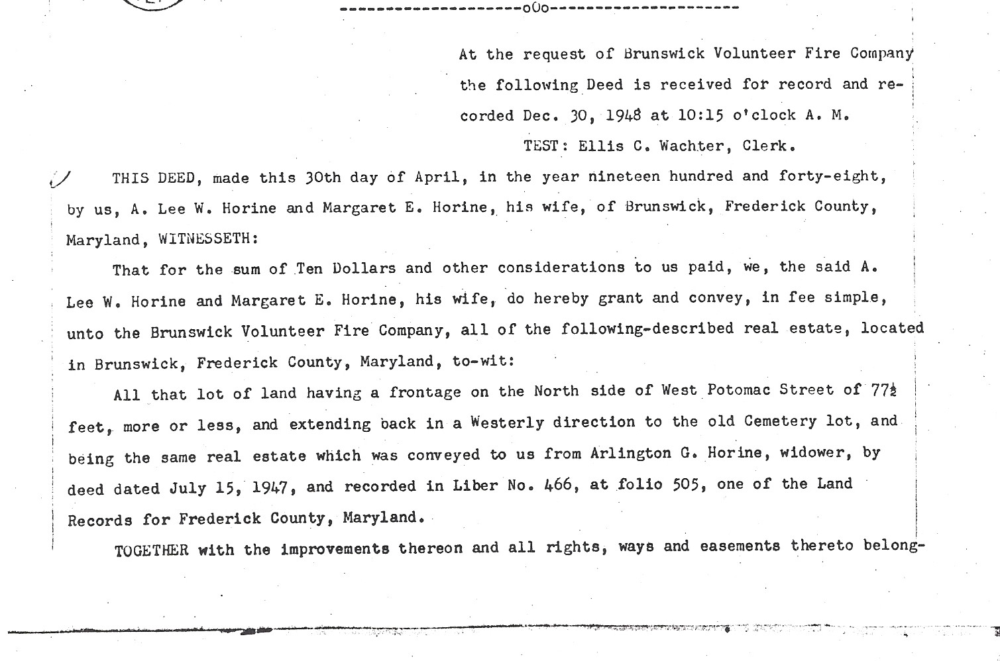 --------------------oOo---------------------
At the request of Brunswick Volunteer Fire Company
the following Deed is received for record and re-
corded Dec. 30, 1948 at 10:15 o'clock A. M.
TEST: Ellis C. Wachter, Clerk.
THIS DEED, made this 30th day of April, in the year nineteen hundred and forty-eight,
by us, A. Lee W. Horine and Margaret E. Horine, his wife, of Brunswick, Frederick County,
Maryland, WITNESSETH:
That for the sum of Ten Dollars and other considerations to us paid, we, the said A.
Lee W. Horine and Margaret E. Horine, his wife, do hereby grant and convey, in fee simple,
unto the Brunswick Volunteer Fire Company, all of the following-described real estate, located
in Brunswick, Frederick County, Maryland, to-wit:
All that lot of land having a frontage on the North side of West Potomac Street of 77½
feet, more or less, and extending back in a Westerly direction to the old Cemetery lot, and
being the same real estate which was conveyed to us from Arlington G. Horine, widower, by
deed dated July 15, 1947, and recorded in Liber No. 466, at folio 505, one of the Land
Records for Frederick County, Maryland.
TOGETHER with the improvements thereon and all rights, ways and easements thereto belong-